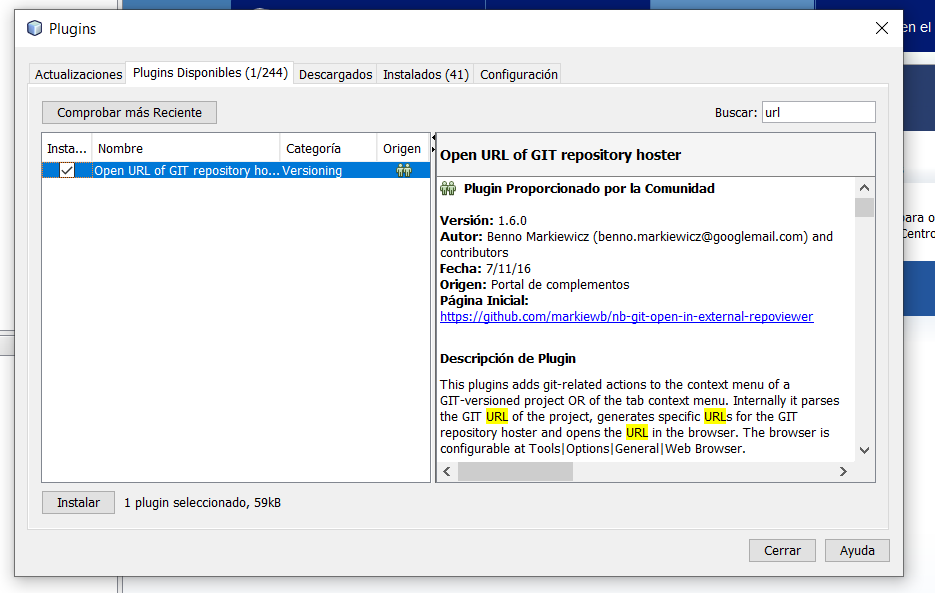 Plugins
en el
Actualizaciones
Plugins Disponibles (1/244)
Descargados
Instalados (41)
Configuración
Comprobar más Reciente
Buscar:
url
Insta...
Nombre
Categoría
Origen
Open URL of GIT repository ho...
Versioning
Open URL of GIT repository hoster
Plugin Proporcionado por la Comunidad
Versión: 1.6.0
Autor: Benno Markiewicz (benno.markiewicz@googlemail.com) and
contributors
Fecha: 7/11/16
Origen: Portal de complementos
Página Inicial:
https://github.com/markiewb/nb-git-open-in-external-repoviewer
Descripción de Plugin
This plugins adds git-related actions to the context menu of a
GIT-versioned project OR of the tab context menu. Internally it parses
the GIT URL of the project, generates specific URLs for the GIT
repository hoster and opens the URL in the browser. The browser is
configurable at Tools|Options|General|Web Browser.
para o
Centro
Instalar
1 plugin seleccionado, 59kB
Cerrar
Ayuda